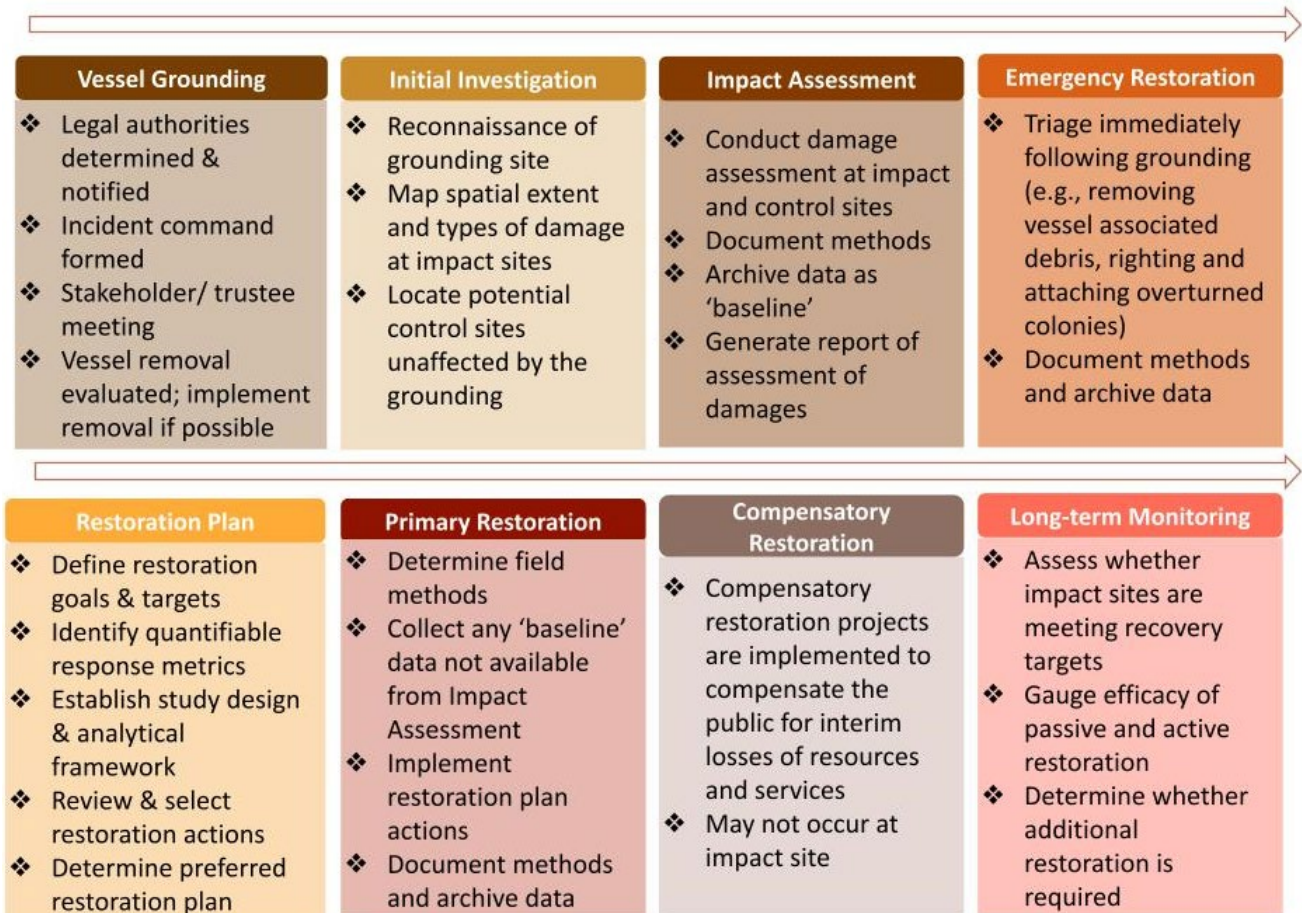 Vessel Grounding
❖ Legal authorities
determined &
notified
❖ Incident command
formed
❖ Stakeholder/ trustee
meeting
❖ Vessel removal
evaluated; implement
removal if possible
Initial Investigation
❖ Reconnaissance of
grounding site
❖ Map spatial extent
and types of damage
at impact sites
❖ Locate potential
control sites
unaffected by the
grounding
Impact Assessment
❖ Conduct damage
assessment at impact
and control sites
❖ Document methods
❖ Archive data as
‘baseline’
❖ Generate report of
assessment of
damages
Emergency Restoration
❖ Triage immediately
following grounding
(e.g., removing
vessel associated
debris, righting and
attaching overturned
colonies)
❖ Document methods
and archive data
Restoration Plan
❖ Define restoration
goals & targets
❖ Identify quantifiable
response metrics
❖ Establish study design
& analytical
framework
❖ Review & select
restoration actions
❖ Determine preferred
restoration plan
Primary Restoration
❖ Determine field
methods
❖ Collect any ‘baseline’
data not available
from Impact
Assessment
❖ Implement
restoration plan
actions
❖ Document methods
and archive data
Compensatory
Restoration
❖ Compensatory
restoration projects
are implemented to
compensate the
public for interim
losses of resources
and services
❖ May not occur at
impact site
Long-term Monitoring
❖ Assess whether
impact sites are
meeting recovery
targets
❖ Gauge efficacy of
passive and active
restoration
❖ Determine whether
additional
restoration is
required